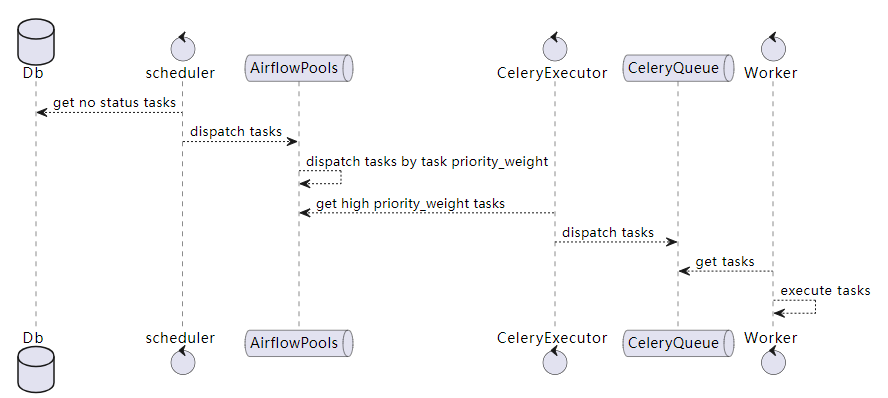 Db
scheduler
AirflowPools
CeleryExecutor
CeleryQueue
Worker
get no status tasks
dispatch tasks
dispatch tasks by task priority_weight
get high priority_weight tasks
dispatch tasks
get tasks
execute tasks
Db
scheduler
AirflowPools
CeleryExecutor
CeleryQueue
Worker